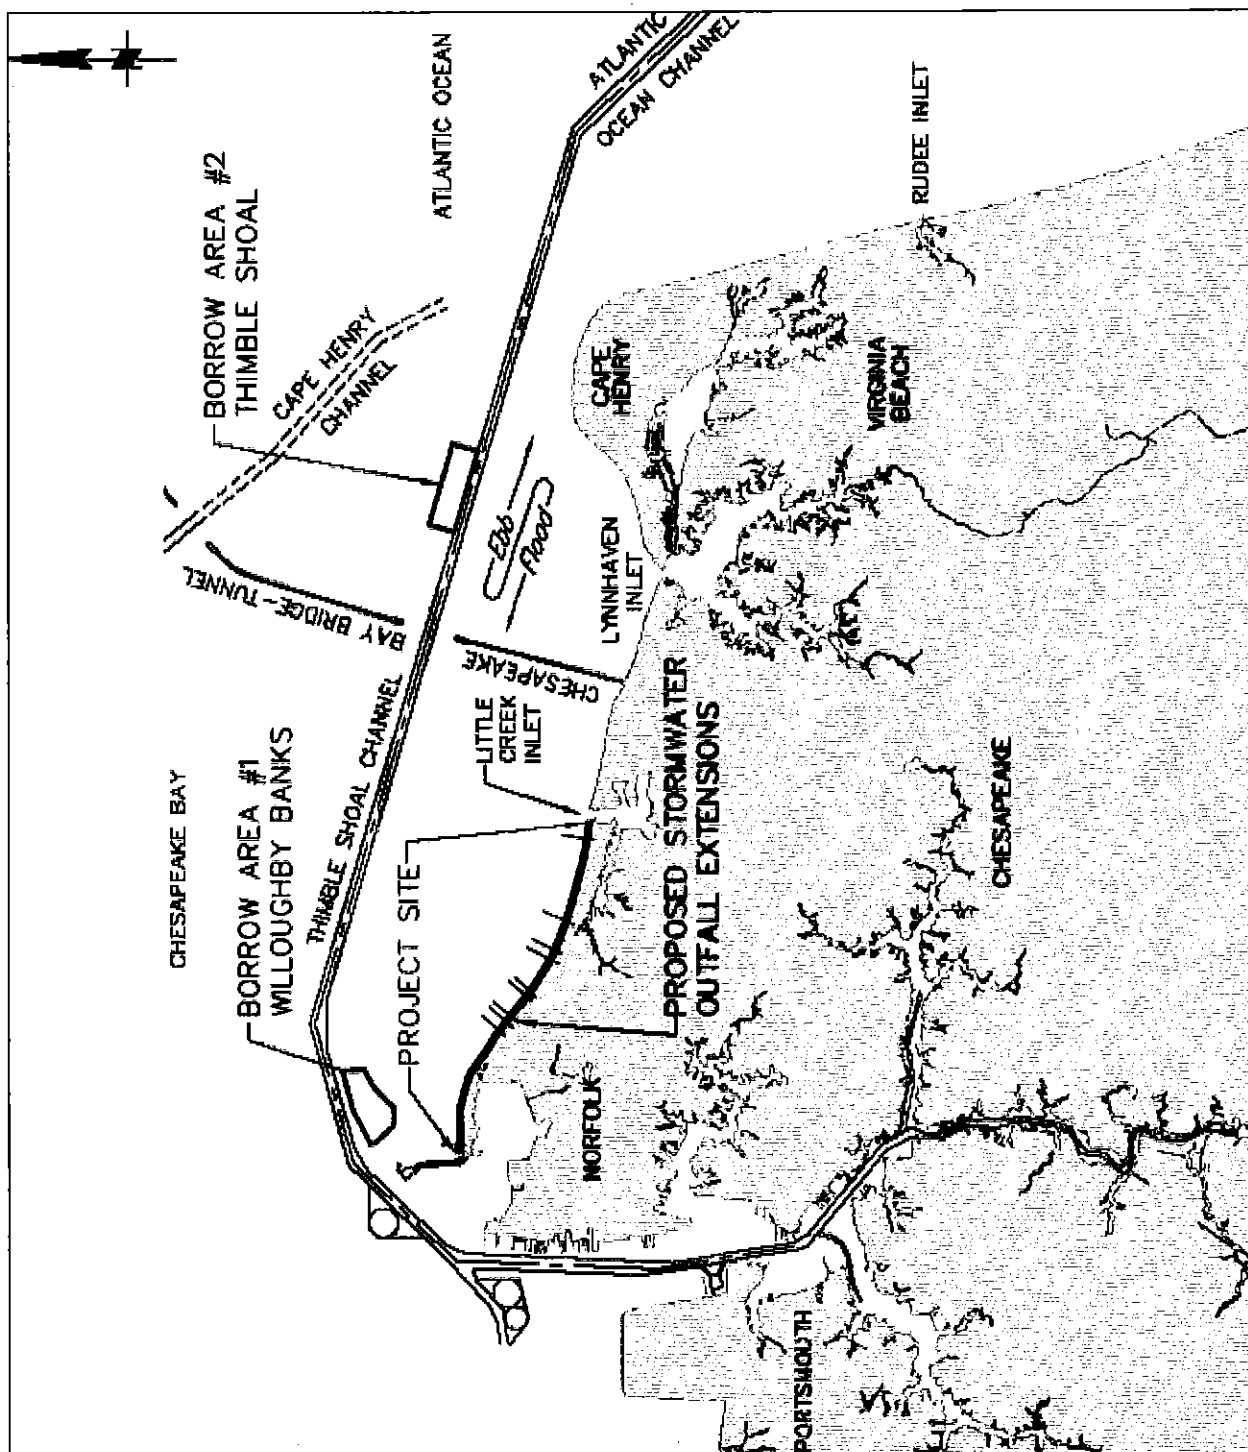 ATLANTIC
OCEAN CHANNEL
ATLANTIC OCEAN
RUDEE INLET
BORROW AREA #2
THIMBLE SHOAL
CAPE HENRY
CHANNEL
CAPE
HENRY
VIRGINIA
BEACH
Ebb
flood
LYNNHAVEN
INLET
BAY BRIDGE-TUNNEL
CHESAPEAKE
LITTLE
CREEK
INLET
PROPOSED STORMWATER
OUTFALL EXTENSIONS
CHESAPEAKE BAY
BORROW AREA #1
WILLOUGHBY BANKS
THIMBLE SHOAL CHANNEL
PROJECT SITE
CHESAPEAKE
NORFOLK
PORTSMOUTH